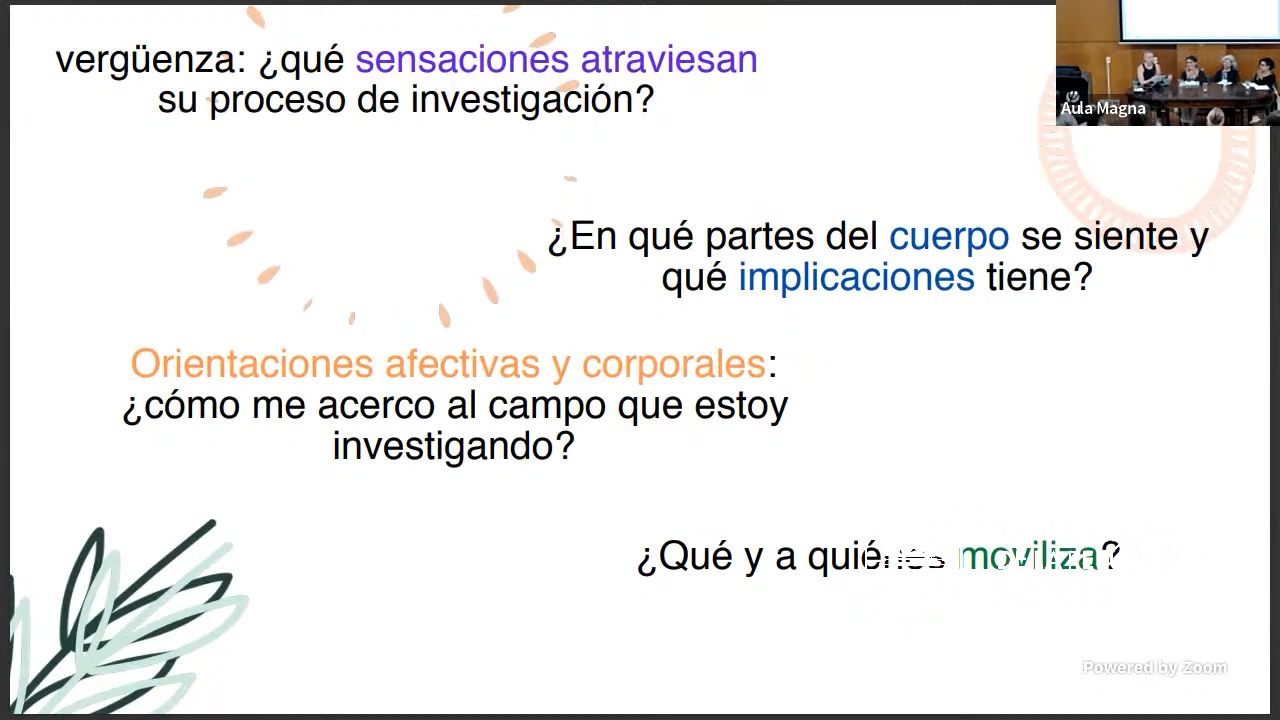 vergüenza: ¿qué sensaciones atraviesan
su proceso de investigación?
Aula Magna
¿En qué partes del cuerpo se siente y
qué implicaciones tiene?
Orientaciones afectivas y corporales:
¿cómo me acerco al campo que estoy
investigando?
¿Qué y a quiénes moviliza?
Powered by Zoom